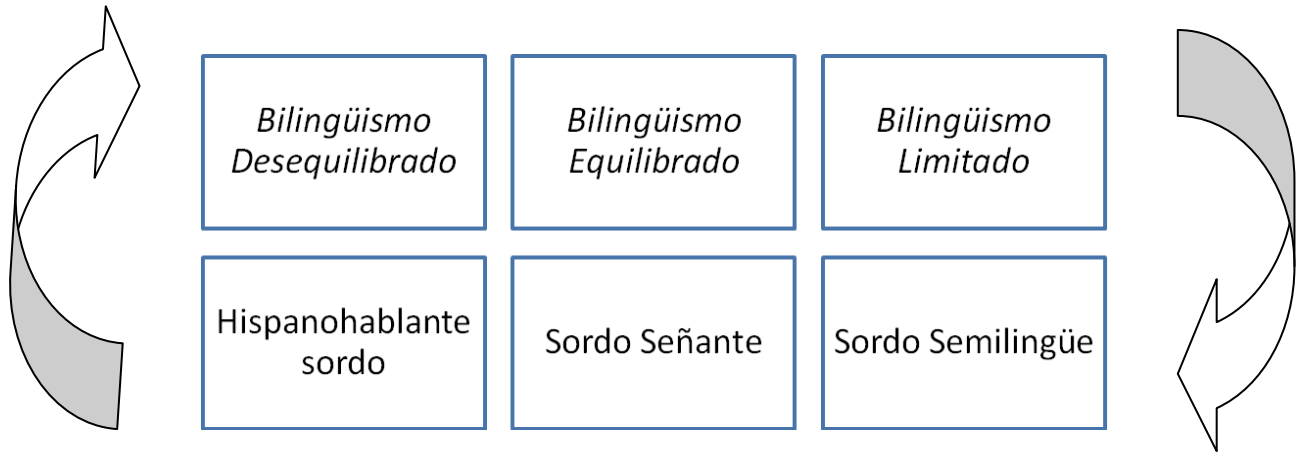 Bilingüismo
Desequilibrado
Bilingüismo
Equilibrado
Bilingüismo
Limitado
Hispanohablante
sordo
Sordo Señante
Sordo Semilingüe